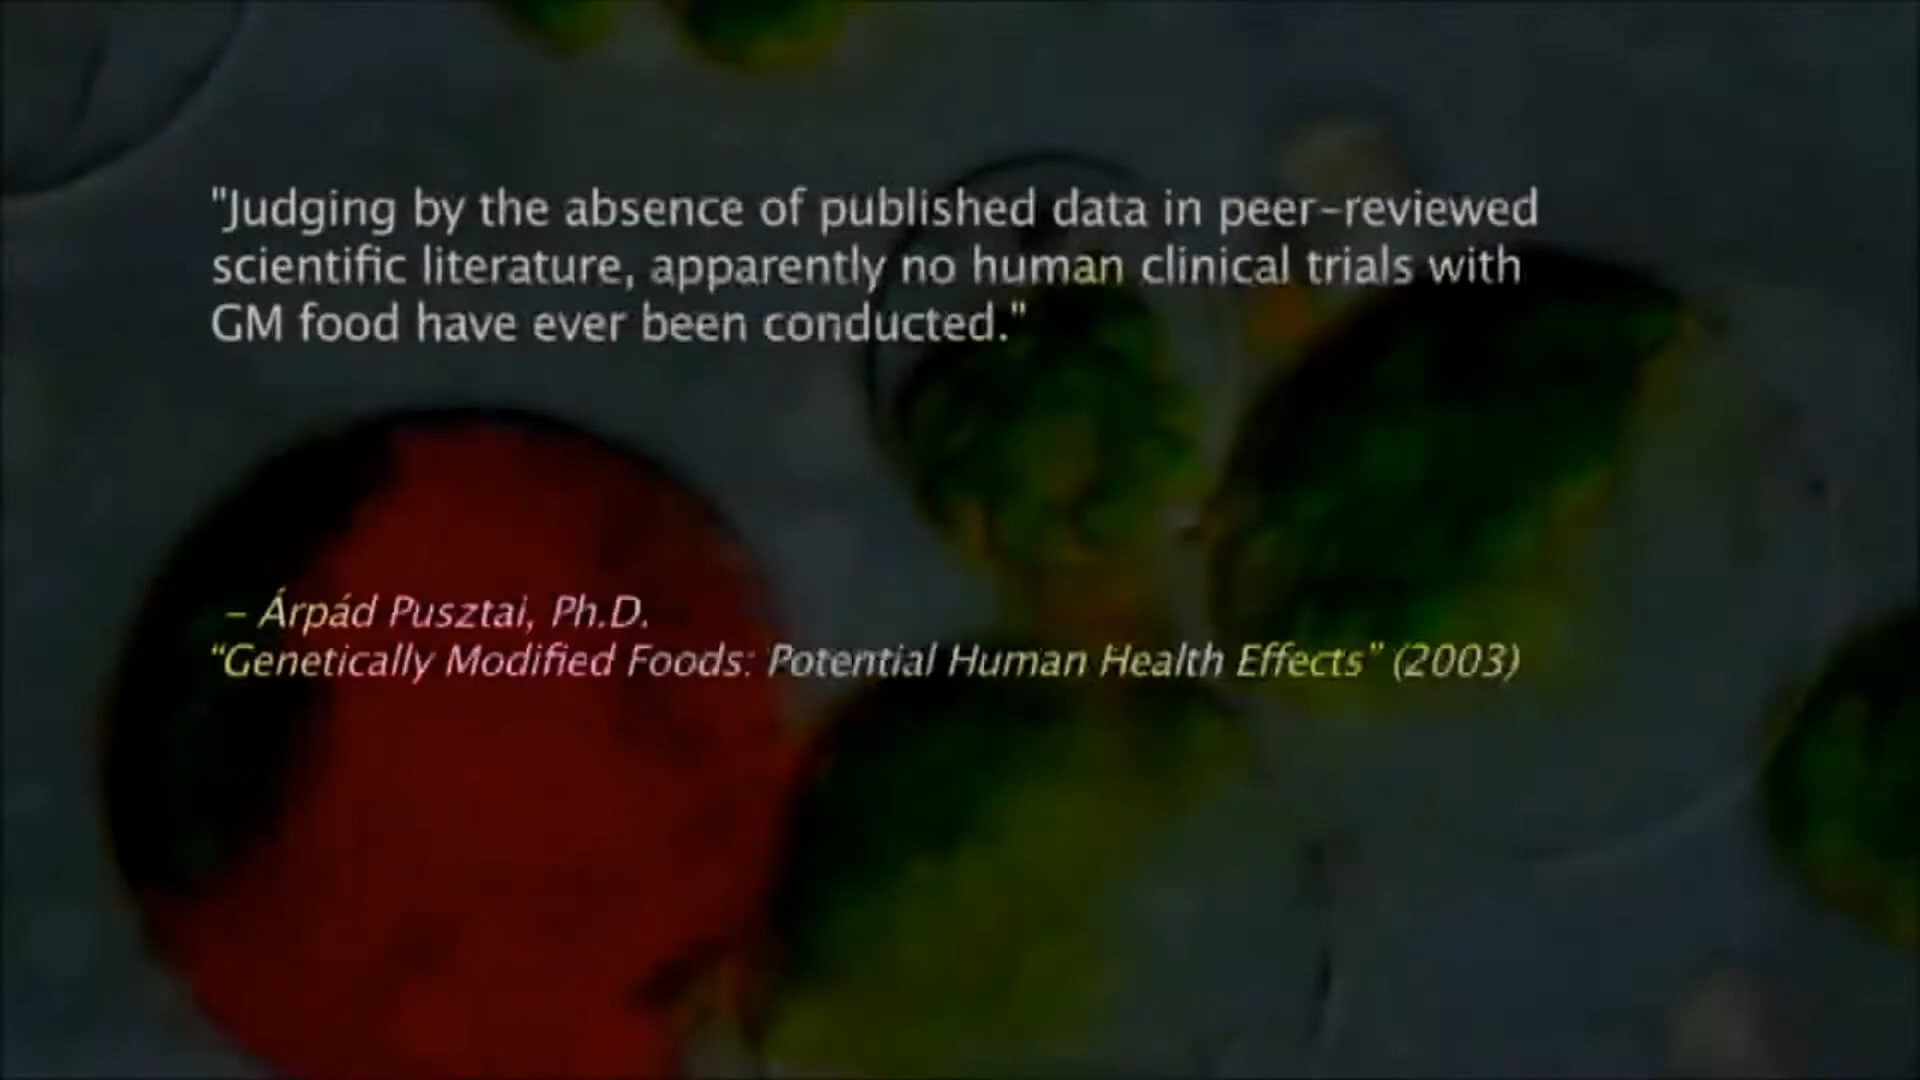 "Judging by the absence of published data in peer-reviewed
scientific literature, apparently no human clinical trials with
GM food have ever been conducted."
– Árpád Pusztai, Ph.D.
“Genetically Modified Foods: Potential Human Health Effects” (2003)